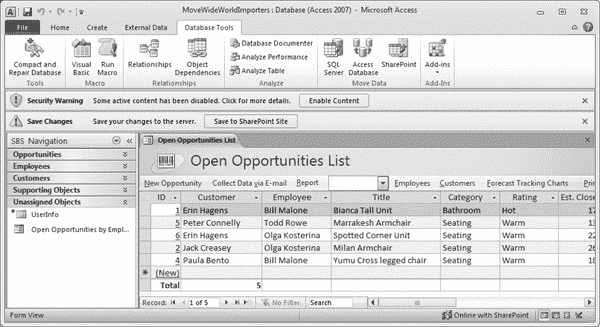 MoveWideWorldImporters : Database (Access 2007) - Microsoft Access
File Home Create External Data Database Tools
Compact and Repair Database
Visual Basic
Run Macro
Relationships
Object Dependencies
Database Documenter
Analyze Performance
Analyze Table
SQL Server
Access Database
SharePoint
Add-ins
Tools Macro Relationships Analyze Move Data Add-Ins
Security Warning Some active content has been disabled. Click for more details. Enable Content
Save Changes Save your changes to the server. Save to SharePoint Site
SBS Navigation
Opportunities
Employees
Customers
Supporting Objects
Unassigned Objects
UserInfo
Open Opportunities by Empl...
Open Opportunities List
Open Opportunities List
New Opportunity Collect Data via E-mail Report Employees Customers Forecast Tracking Charts Prin
ID Customer Employee Title Category Rating Est. Close
1 Erin Hagens Bill Malone Bianca Tall Unit Bathroom Hot 17
5 Peter Connelly Todd Rowe Marrakesh Armchair Seating Warm 13
6 Erin Hagens Olga Kosterina Spotted Corner Unit Seating Warm 22
2 Jack Creasey Olga Kosterina Milan Armchair Seating Warm 26
4 Paula Bento Bill Malone Yumu Cross legged chair Seating Warm 18
(New)
Total 5
Record: 1 of 5 No Filter Search
Form View Online with SharePoint